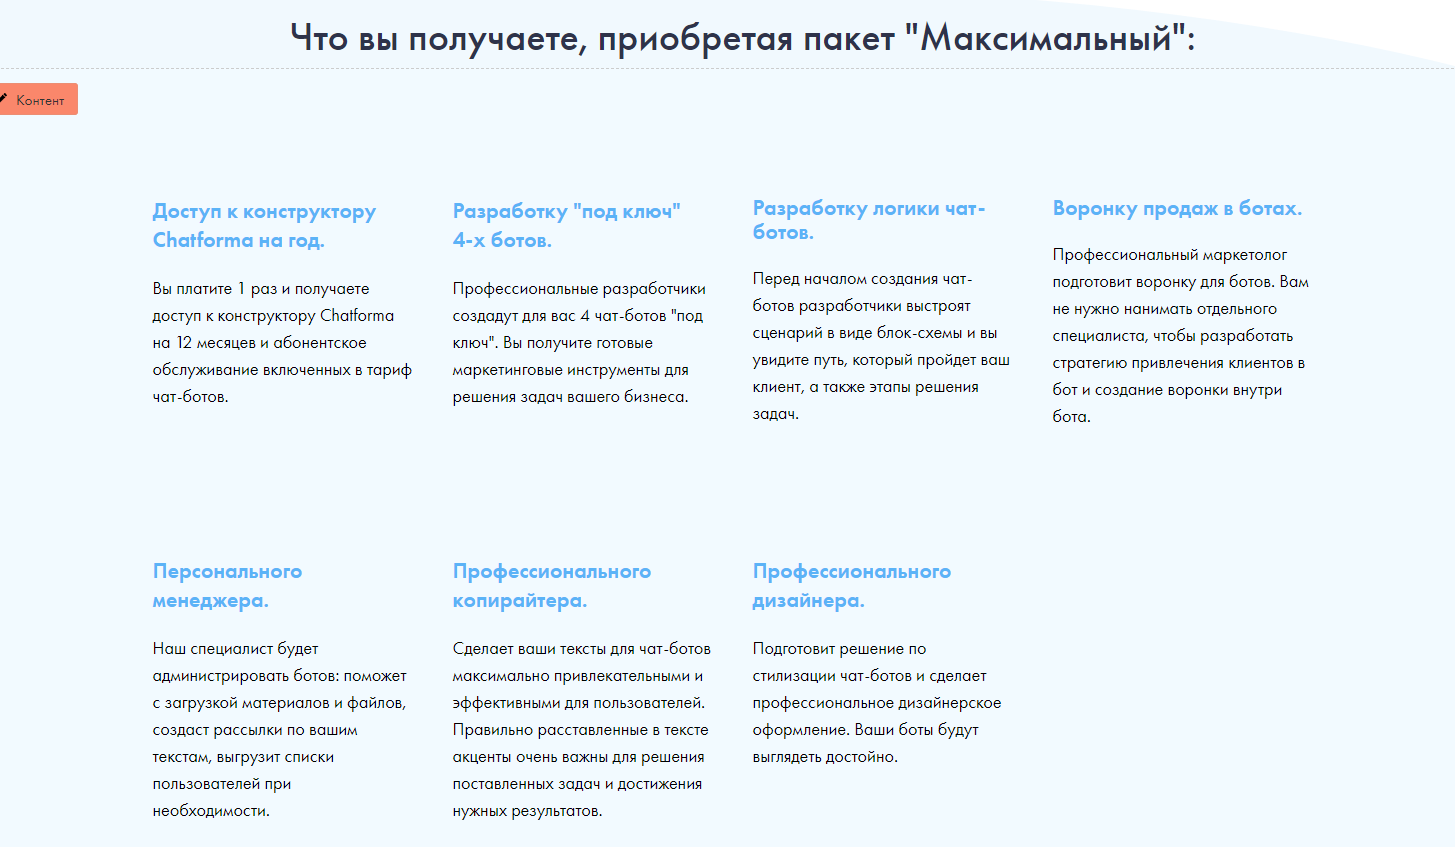 Что вы получаете, приобретая пакет "Максимальный":
Контент
Доступ к конструктору
Chatforma на год.
Вы платите 1 раз и получаете
доступ к конструктору Chatforma
на 12 месяцев и абонентское
обслуживание включенных в тариф
чат-ботов.
Разработку "под ключ"
4-х ботов.
Профессиональные разработчики
создадут для вас 4 чат-ботов "под
ключ". Вы получите готовые
маркетинговые инструменты для
решения задач вашего бизнеса.
Разработку логики чат-
ботов.
Перед началом создания чат-
ботов разработчики выстроят
сценарий в виде блок-схемы и вы
увидите путь, который пройдет ваш
клиент, а также этапы решения
задач.
Воронку продаж в ботах.
Профессиональный маркетолог
подготовит воронку для ботов. Вам
не нужно нанимать отдельного
специалиста, чтобы разработать
стратегию привлечения клиентов в
бот и создание воронки внутри
бота.
Персонального
менеджера.
Наш специалист будет
администрировать ботов: поможет
с загрузкой материалов и файлов,
создаст рассылки по вашим
текстам, выгрузит списки
пользователей при
необходимости.
Профессионального
копирайтера.
Сделает ваши тексты для чат-ботов
максимально привлекательными и
эффективными для пользователей.
Правильно расставленные в тексте
акценты очень важны для решения
поставленных задач и достижения
нужных результатов.
Профессионального
дизайнера.
Подготовит решение по
стилизации чат-ботов и сделает
профессиональное дизайнерское
оформление. Ваши боты будут
выглядеть достойно.